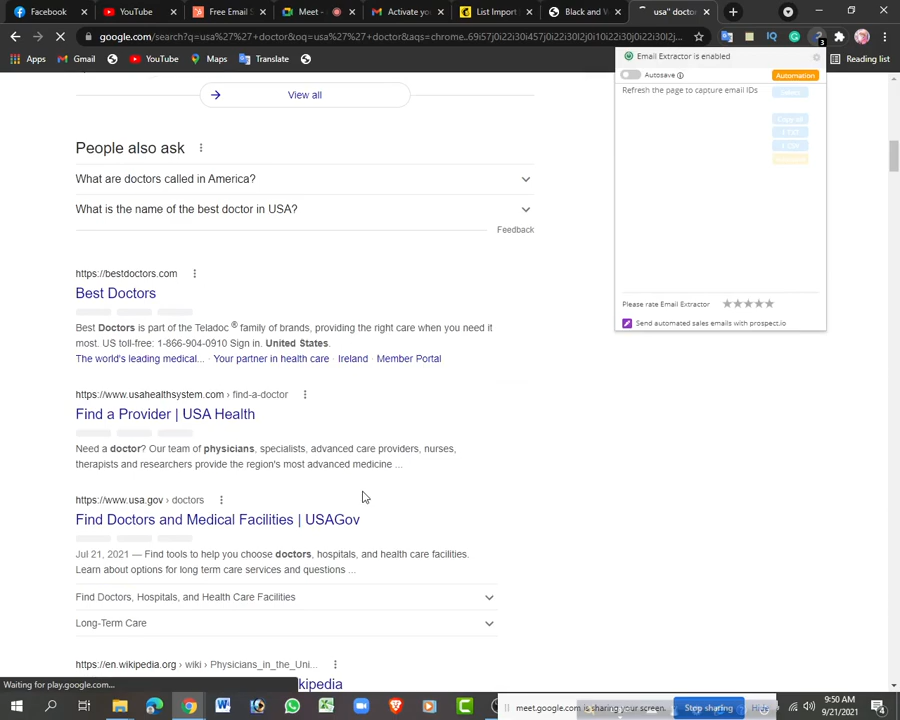 Facebook
YouTube
Free Email S
Meet -
Activate yo
List Import
Black and V
usa" doctor
google.com/search?q=usa%27%27+doctor&oq=usa%27%27+doctor&aqs=chrome..69i57j0i22i30i457j0i22i30l2j0i10i22i30j0i22i30l2j...
3
Apps
Gmail
YouTube
Maps
Translate
Reading list
Email Extractor is enabled
Autosave
Automation
Refresh the page to capture email IDs
View all
People also ask
What are doctors called in America?
What is the name of the best doctor in USA?
Feedback
https://bestdoctors.com
Best Doctors
Best Doctors is part of the Teladoc ® family of brands, providing the right care when you need it
most. US toll-free: 1-866-904-0910 Sign in. United States.
The world's leading medical... · Your partner in health care · Ireland · Member Portal
Please rate Email Extractor
Send automated sales emails with prospect.io
https://www.usahealthsystem.com › find-a-doctor
Find a Provider | USA Health
Need a doctor? Our team of physicians, specialists, advanced care providers, nurses,
therapists and researchers provide the region's most advanced medicine ...
https://www.usa.gov › doctors
Find Doctors and Medical Facilities | USAGov
Jul 21, 2021 — Find tools to help you choose doctors, hospitals, and health care facilities.
Learn about options for long term care services and questions ...
Find Doctors, Hospitals, and Health Care Facilities
Long-Term Care
https://en.wikipedia.org › wiki › Physicians_in_the_Uni...
kipedia
Waiting for play.google.com...
meet.google.com is sharing your screen.
Stop sharing
Hide
9:50 AM
9/21/2021
4